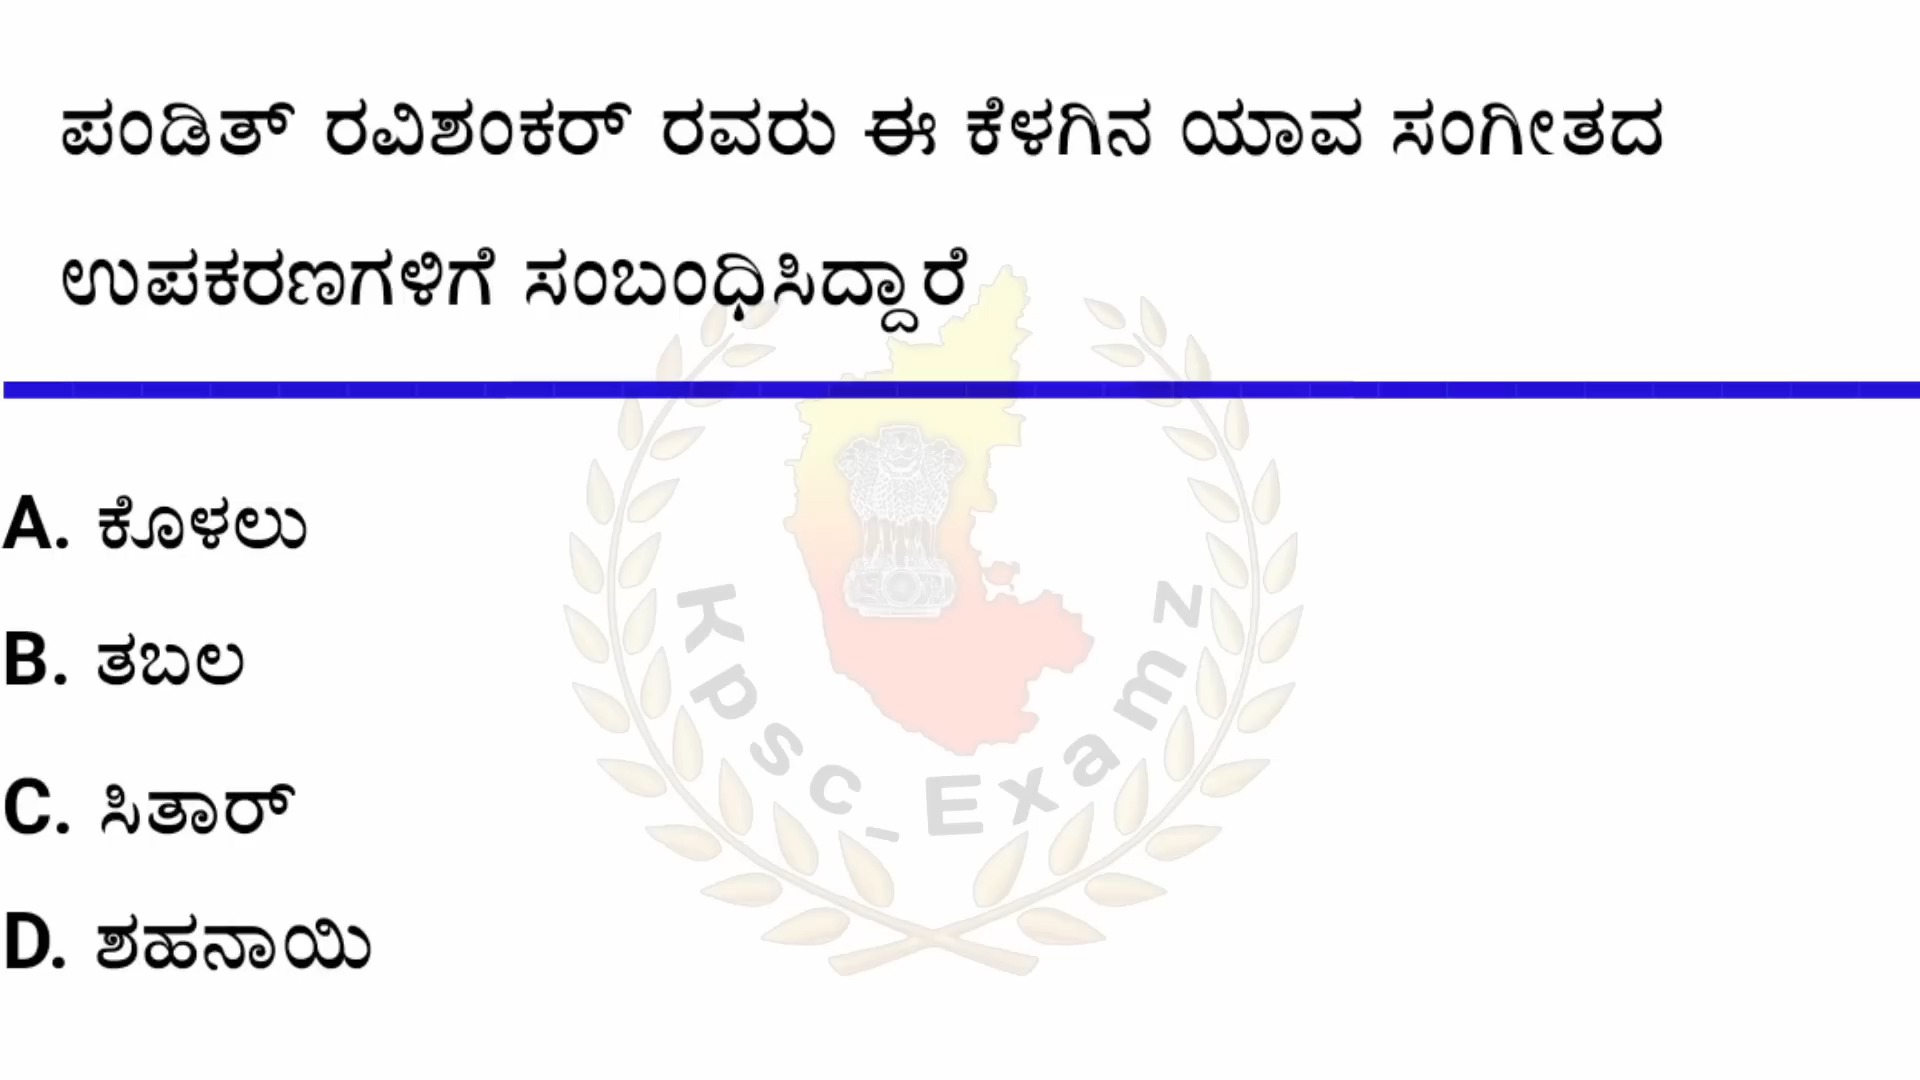 ಪಂಡಿತ್ ರವಿಶಂಕರ್ ರವರು ಈ ಕೆಳಗಿನ ಯಾವ ಸಂಗೀತದ
ಉಪಕರಣಗಳಿಗೆ ಸಂಬಂಧಿಸಿದ್ದಾರೆ
A. ಕೊಳಲು
B. ತಬಲ
C. ಸಿತಾರ್
D. ಶಹನಾಯಿ
Kpsc_Examz